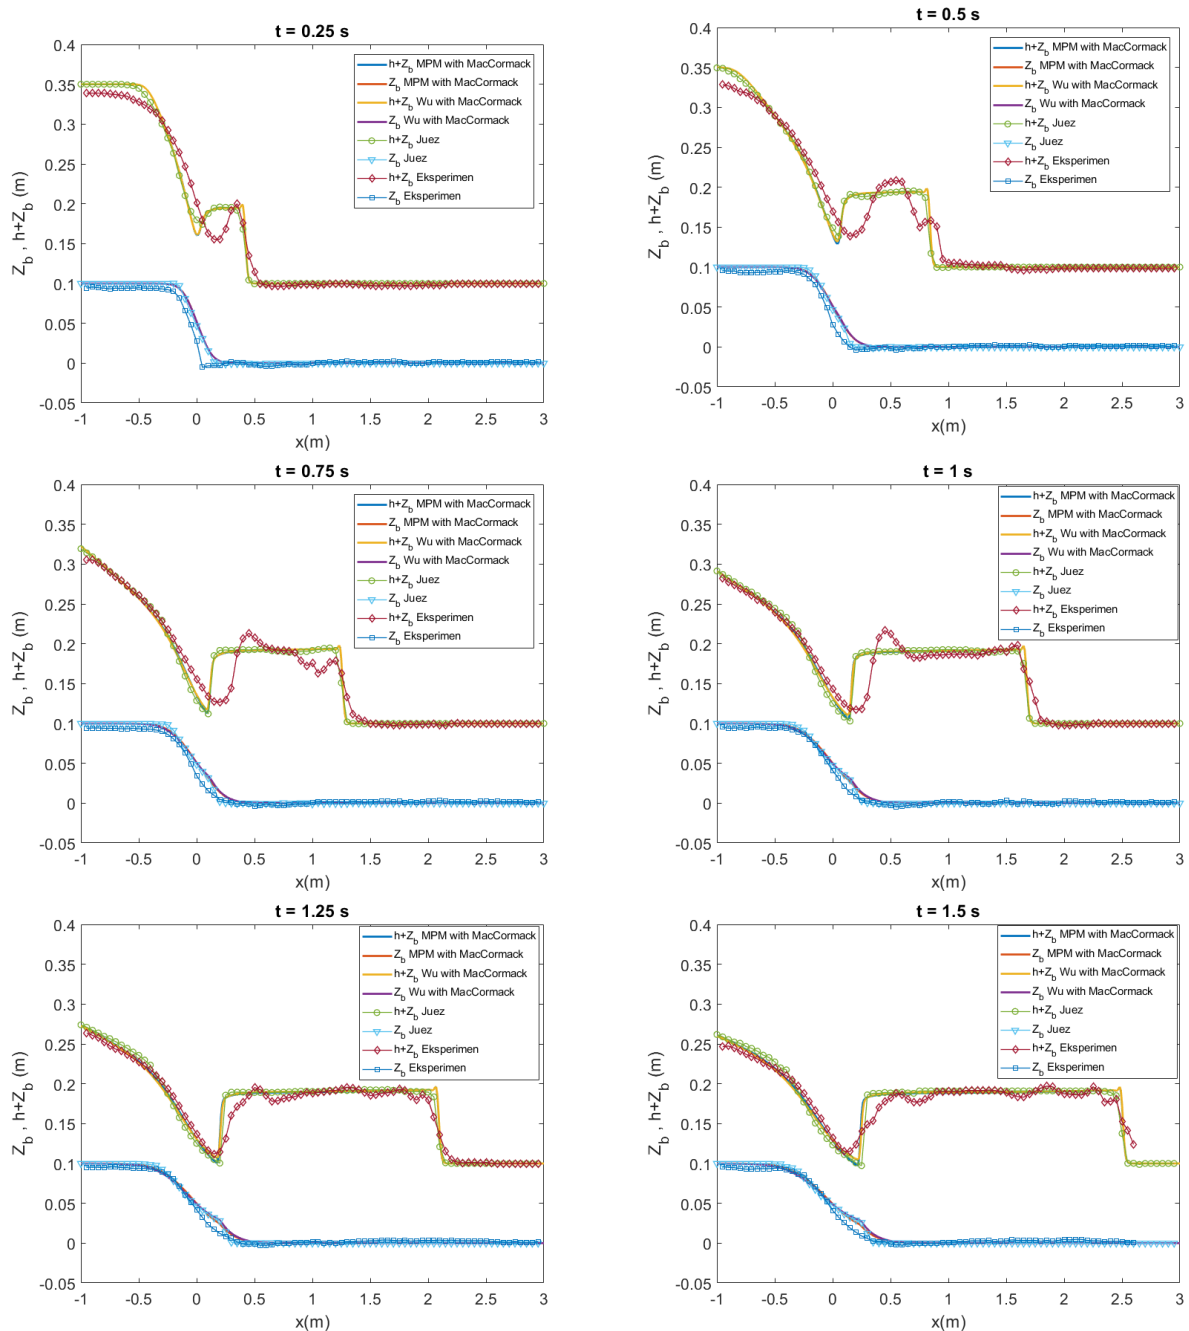 t = 0.25 s
0.4
0.35
0.3
0.25
0.2
0.15
0.1
0.05
0
-0.05
Z_b , h+Z_b (m)
-1 -0.5 0 0.5 1 1.5 2 2.5 3
x(m)
h+Z_b MPM with MacCormack
Z_b MPM with MacCormack
h+Z_b Wu with MacCormack
Z_b Wu with MacCormack
h+Z_b Juez
Z_b Juez
h+Z_b Eksperimen
Z_b Eksperimen
t = 0.5 s
0.4
0.35
0.3
0.25
0.2
0.15
0.1
0.05
0
-0.05
Z_b , h+Z_b (m)
-1 -0.5 0 0.5 1 1.5 2 2.5 3
x(m)
h+Z_b MPM with MacCormack
Z_b MPM with MacCormack
h+Z_b Wu with MacCormack
Z_b Wu with MacCormack
h+Z_b Juez
Z_b Juez
h+Z_b Eksperimen
Z_b Eksperimen
t = 0.75 s
0.4
0.35
0.3
0.25
0.2
0.15
0.1
0.05
0
-0.05
Z_b , h+Z_b (m)
-1 -0.5 0 0.5 1 1.5 2 2.5 3
x(m)
h+Z_b MPM with MacCormack
Z_b MPM with MacCormack
h+Z_b Wu with MacCormack
Z_b Wu with MacCormack
h+Z_b Juez
Z_b Juez
h+Z_b Eksperimen
Z_b Eksperimen
t = 1 s
0.4
0.35
0.3
0.25
0.2
0.15
0.1
0.05
0
-0.05
Z_b , h+Z_b (m)
-1 -0.5 0 0.5 1 1.5 2 2.5 3
x(m)
h+Z_b MPM with MacCormack
Z_b MPM with MacCormack
h+Z_b Wu with MacCormack
Z_b Wu with MacCormack
h+Z_b Juez
Z_b Juez
h+Z_b Eksperimen
Z_b Eksperimen
t = 1.25 s
0.4
0.35
0.3
0.25
0.2
0.15
0.1
0.05
0
-0.05
Z_b , h+Z_b (m)
-1 -0.5 0 0.5 1 1.5 2 2.5 3
x(m)
h+Z_b MPM with MacCormack
Z_b MPM with MacCormack
h+Z_b Wu with MacCormack
Z_b Wu with MacCormack
h+Z_b Juez
Z_b Juez
h+Z_b Eksperimen
Z_b Eksperimen
t = 1.5 s
0.4
0.35
0.3
0.25
0.2
0.15
0.1
0.05
0
-0.05
Z_b , h+Z_b (m)
-1 -0.5 0 0.5 1 1.5 2 2.5 3
x(m)
h+Z_b MPM with MacCormack
Z_b MPM with MacCormack
h+Z_b Wu with MacCormack
Z_b Wu with MacCormack
h+Z_b Juez
Z_b Juez
h+Z_b Eksperimen
Z_b Eksperimen